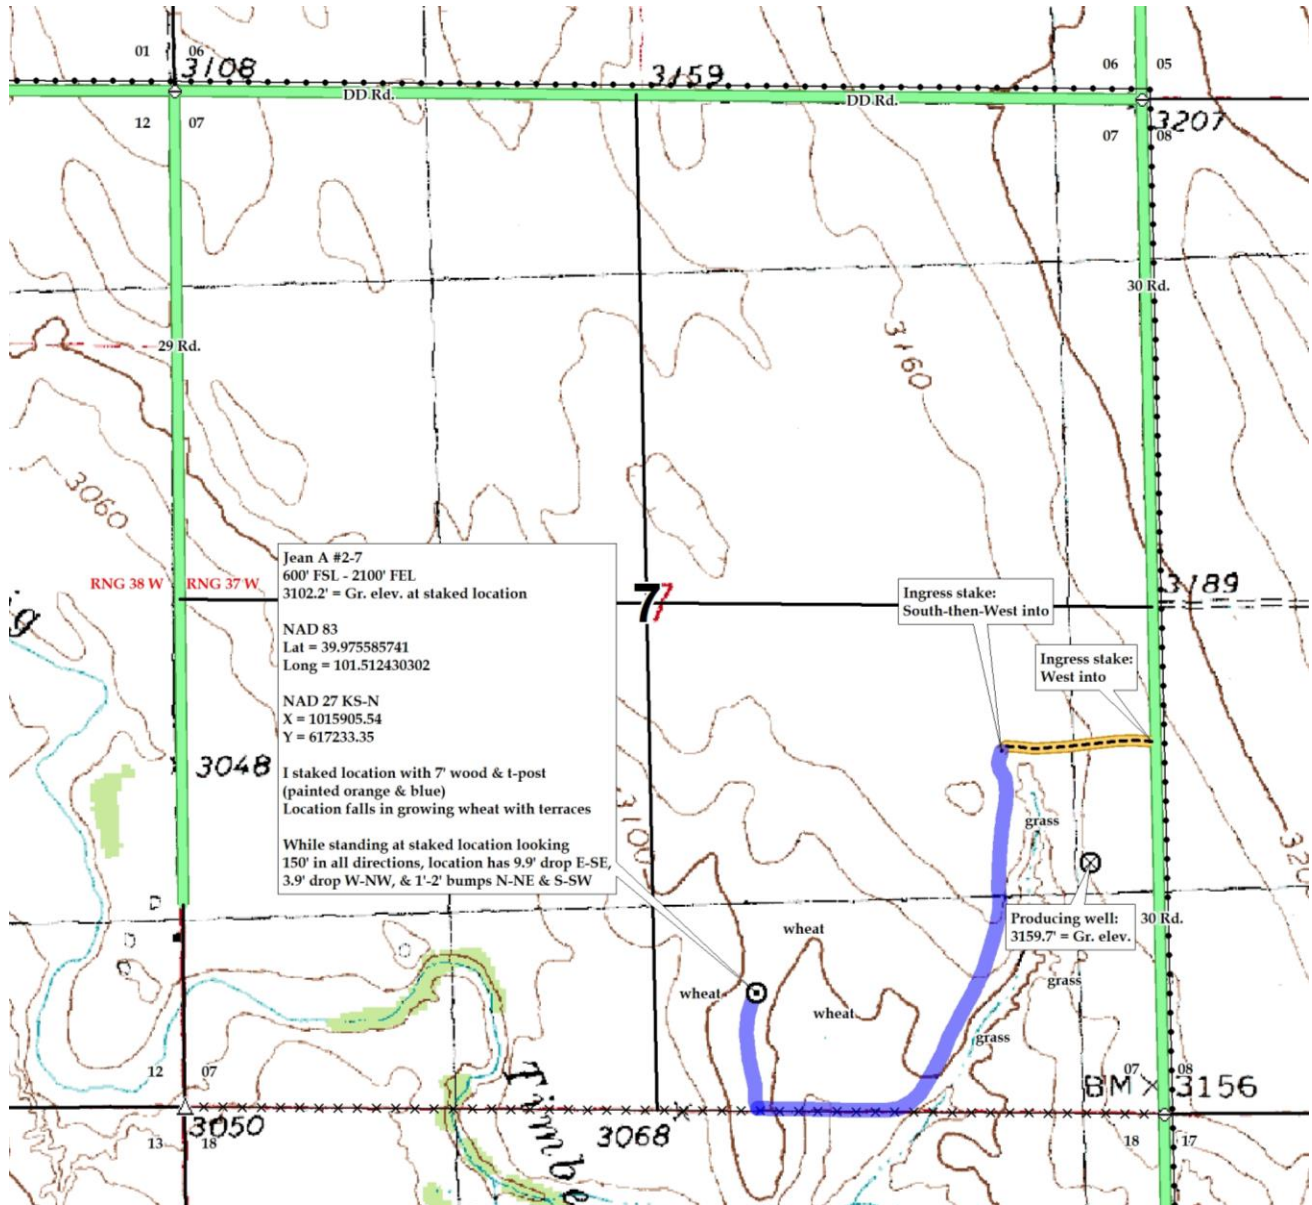 01
06
3108
3159
06
05
DD Rd.
DD Rd.
12
07
07
08
3207
30 Rd.
29 Rd.
3160
3060
Jean A #2-7
600' FSL - 2100' FEL
3102.2' = Gr. elev. at staked location
NAD 83
Lat = 39.975585741
Long = 101.512430302
NAD 27 KS-N
X = 1015905.54
Y = 617233.35
I staked location with 7' wood & t-post
(painted orange & blue)
Location falls in growing wheat with terraces
While standing at staked location looking
150' in all directions, location has 9.9' drop E-SE,
3.9' drop W-NW, & 1'-2' bumps N-NE & S-SW
RNG 38 W
RNG 37 W
7
7
3189
Ingress stake:
South-then-West into
Ingress stake:
West into
3048
3100
grass
320
Producing well:
3159.7' = Gr. elev.
30 Rd.
wheat
wheat
wheat
grass
grass
12
07
07
08
BM × 3156
3050
13
18
3068
Timbe
18
17